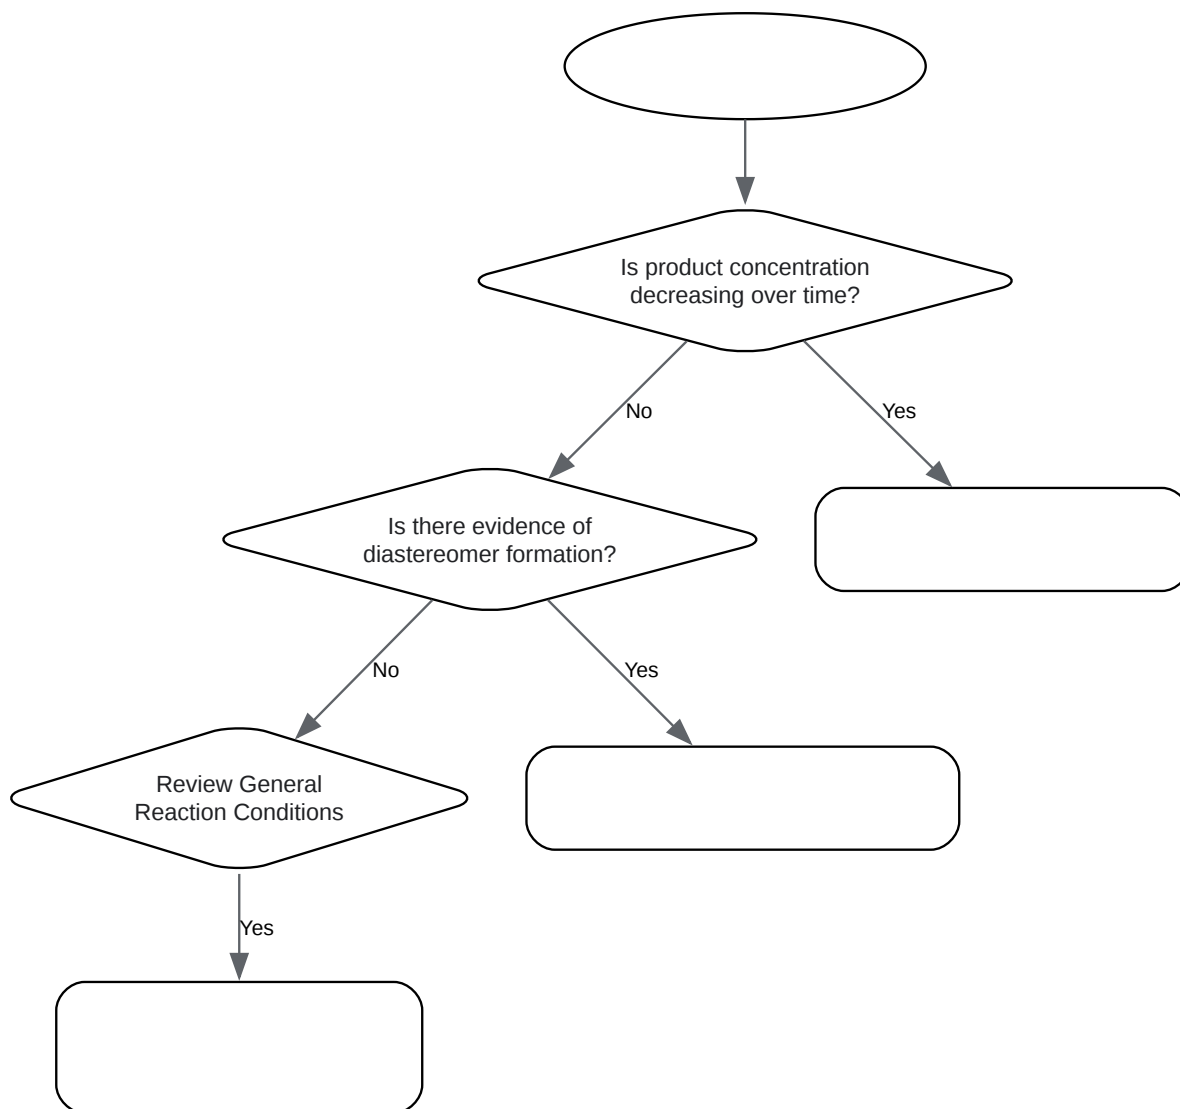 Is product concentration
decreasing over time?
No
Yes
Is there evidence of
diastereomer formation?
No
Yes
Review General
Reaction Conditions
Yes